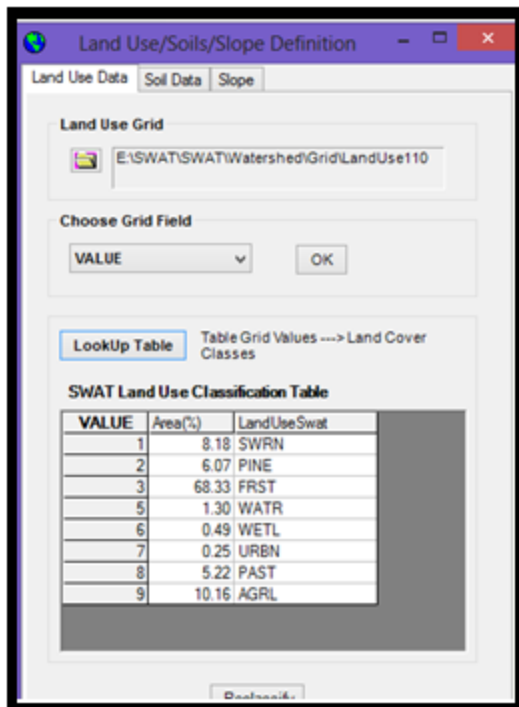 Land Use/Soils/Slope Definition
Land Use Data Soil Data Slope
Land Use Grid
E:\SWAT\SWAT\Watershed\Grid\LandUse110
Choose Grid Field
VALUE OK
LookUp Table Table Grid Values ---> Land Cover
Classes
SWAT Land Use Classification Table
VALUE Area(%) LandUseSwat
1 8.18 SWRN
2 6.07 PINE
3 68.33 FRST
5 1.30 WATR
6 0.49 WETL
7 0.25 URBN
8 5.22 PAST
9 10.16 AGRL
Reclassify